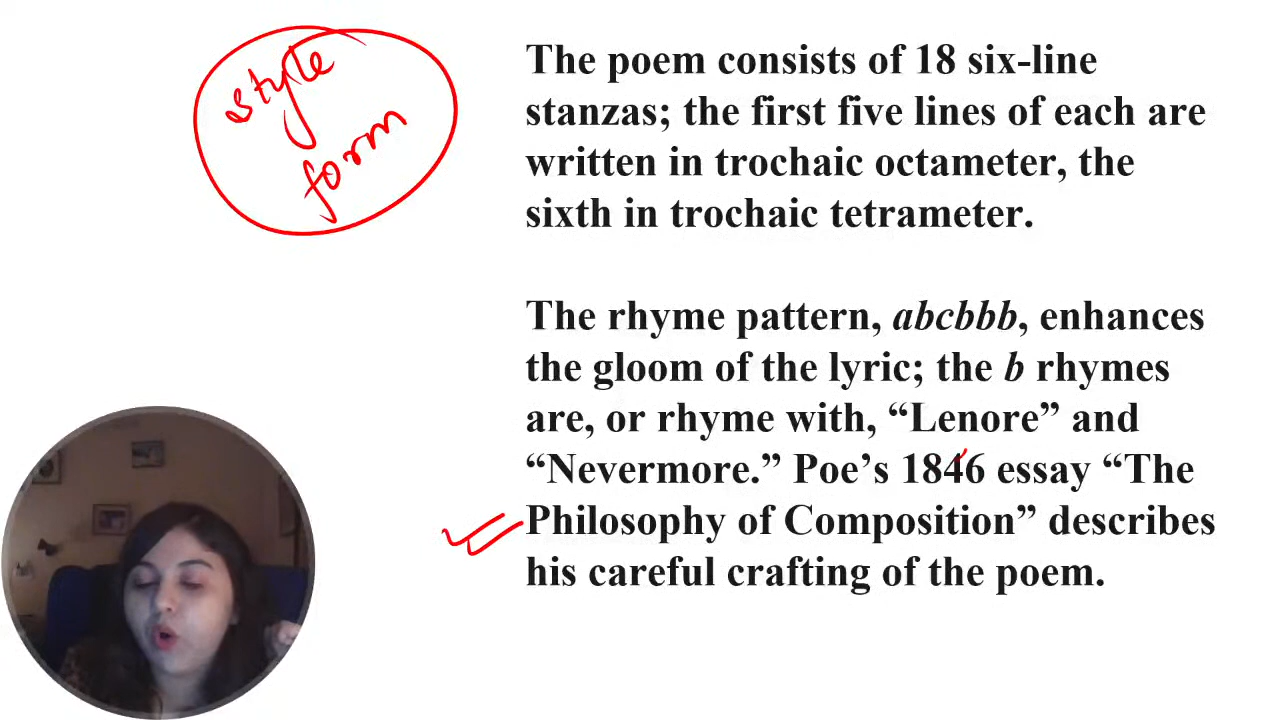 style
form
The poem consists of 18 six-line
stanzas; the first five lines of each are
written in trochaic octameter, the
sixth in trochaic tetrameter.
The rhyme pattern, abcbbb, enhances
the gloom of the lyric; the b rhymes
are, or rhyme with, “Lenore” and
“Nevermore.” Poe’s 1846 essay “The
Philosophy of Composition” describes
his careful crafting of the poem.